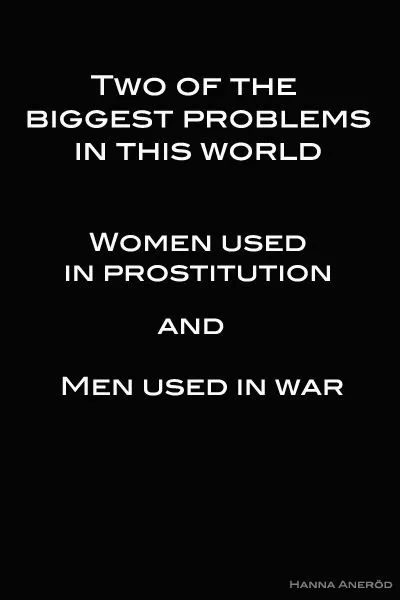 Two of the
biggest problems
in this world
Women used
in prostitution
and
Men used in war
Hanna Aneröd